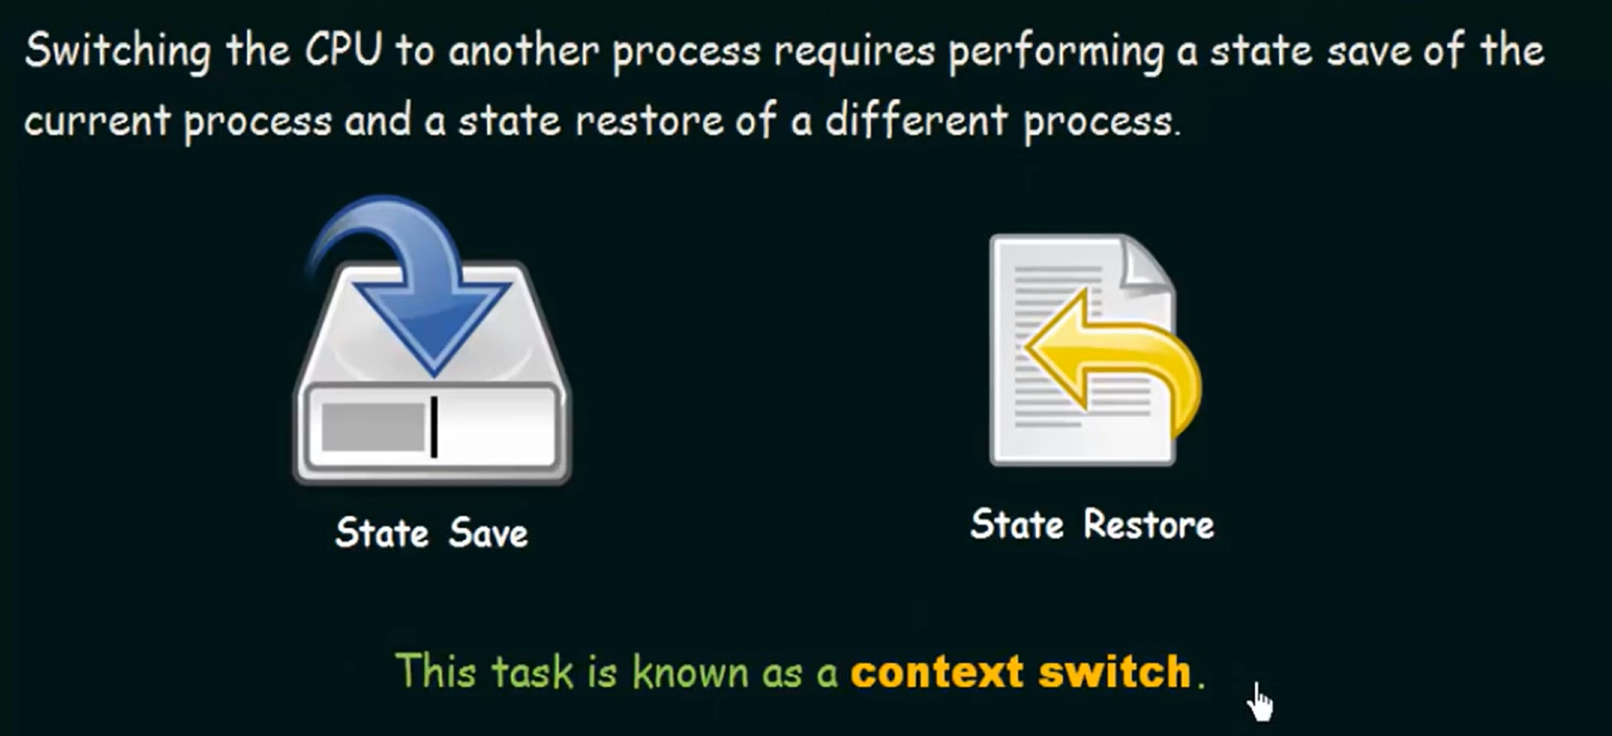 Switching the CPU to another process requires performing a state save of the
current process and a state restore of a different process.
State Save
State Restore
This task is known as a context switch.